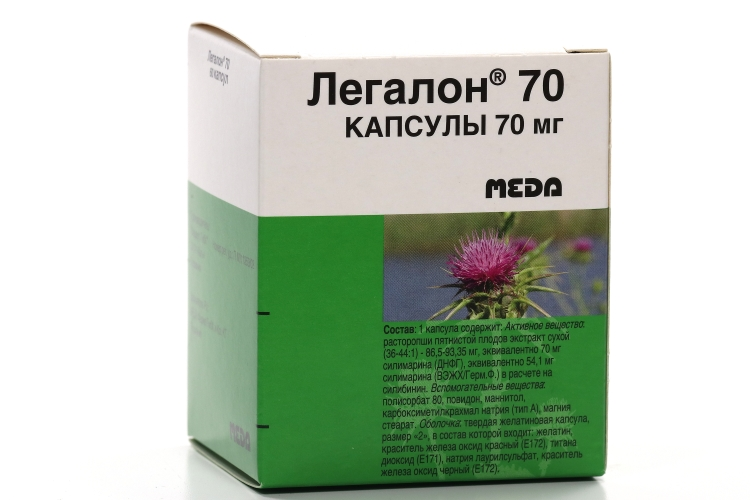 Легалон® 70
60 капсул
Легалон® 70
КАПСУЛЫ 70 мг
MEDA
Состав: 1 капсула содержит: Активное вещество:
расторопши пятнистой плодов экстракт сухой
(36-44:1) - 86,5-93,35 мг, эквивалентно 70 мг
силимарина (ДНФГ), эквивалентно 54,1 мг
силимарина (ВЭЖХ/Герм.Ф.) в расчете на
силибинин. Вспомогательные вещества:
полисорбат 80, повидон, маннитол,
карбоксиметилкрахмал натрия (тип А), магния
стеарат. Оболочка: твердая желатиновая капсула,
размер «2», в состав которой входит: желатин,
краситель железа оксид красный (Е172), титана
диоксид (Е171), натрия лаурилсульфат, краситель
железа оксид черный (Е172).
MEDA